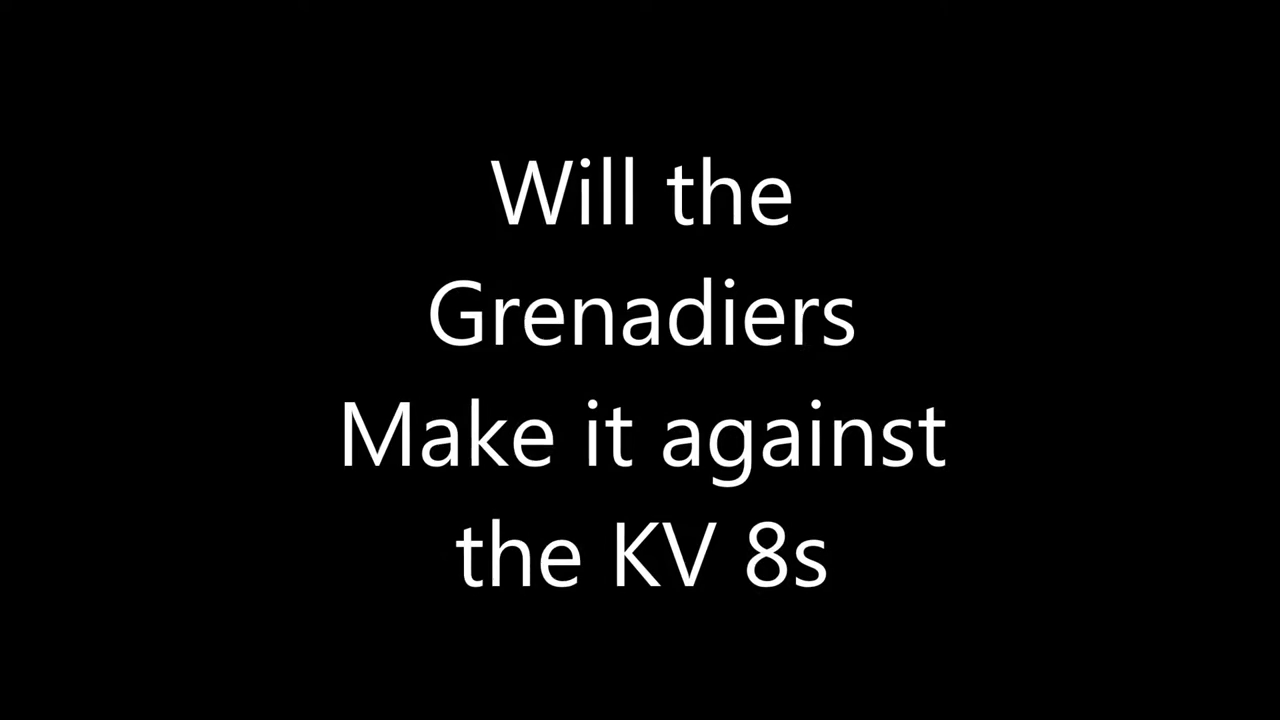 Will the
Grenadiers
Make it against
the KV 8s